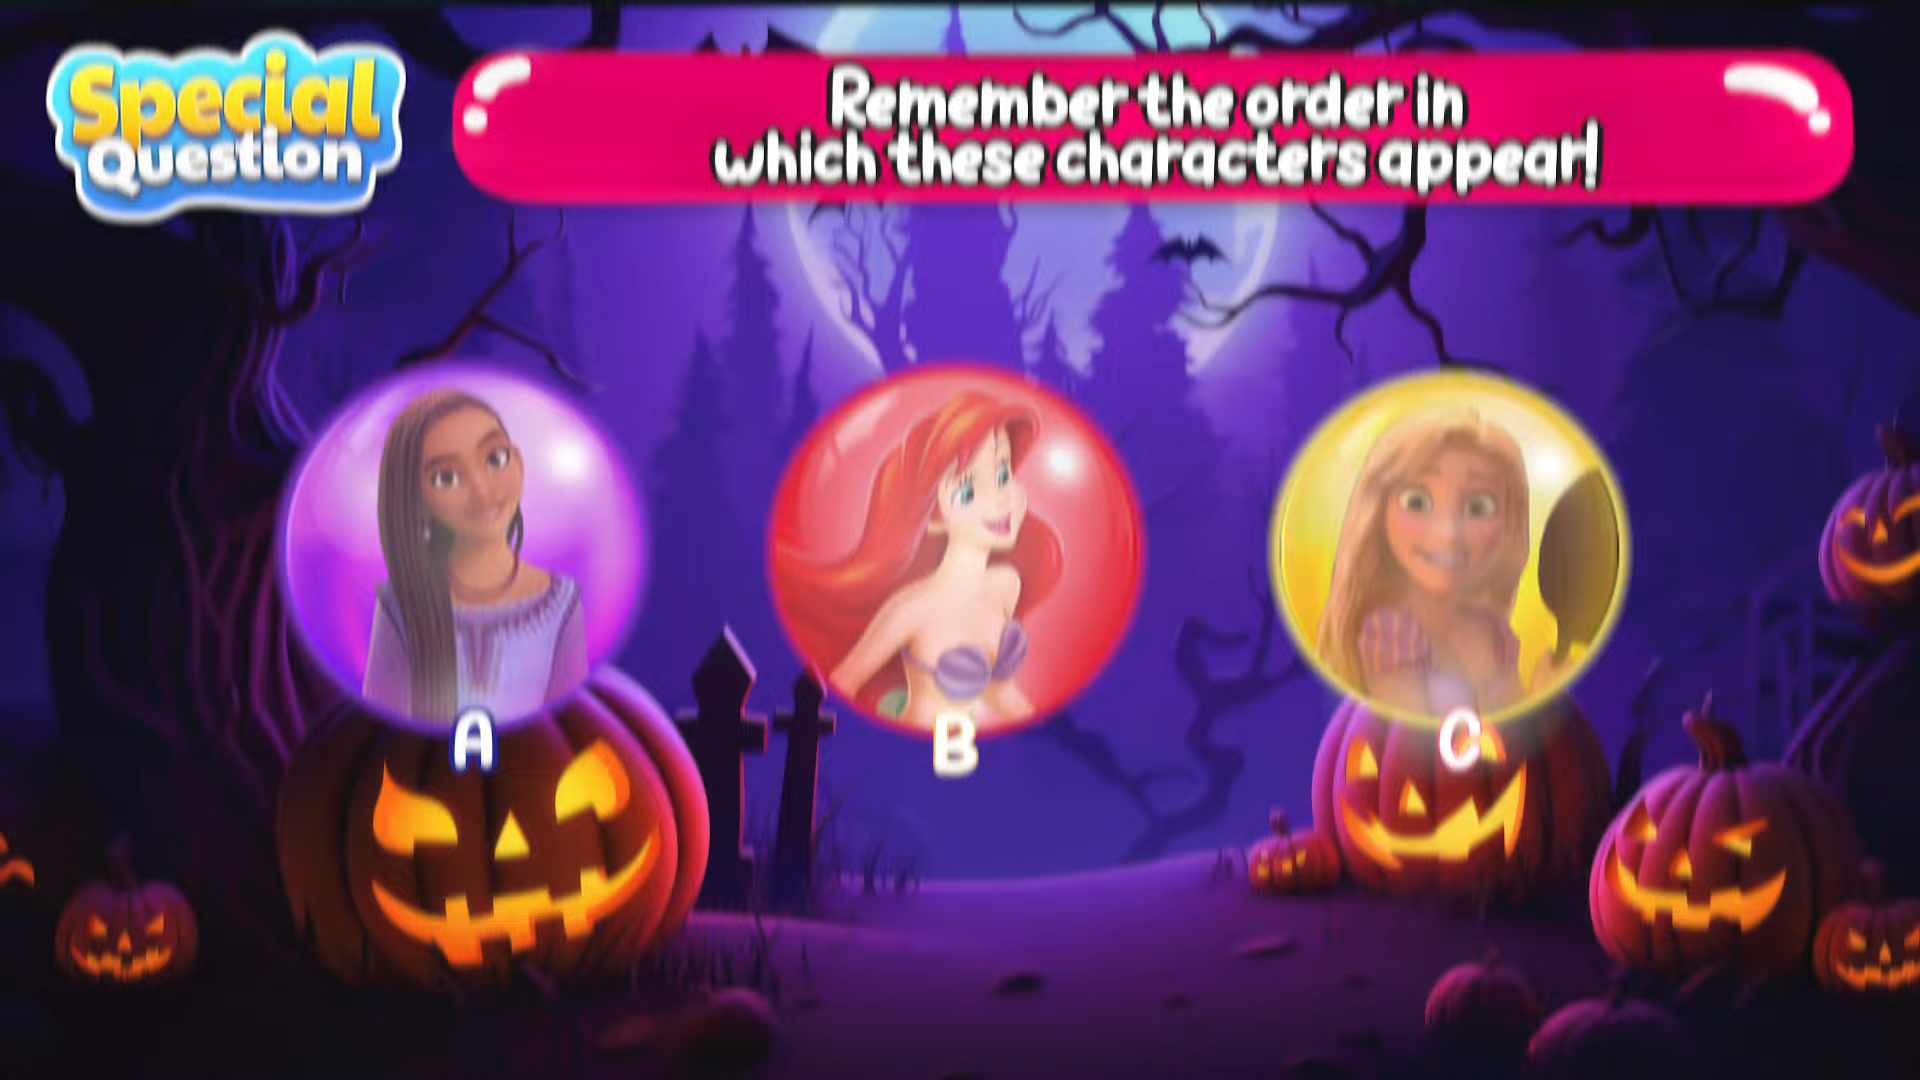 Special
Question
Remember the order in
which these characters appear!
A
B
C